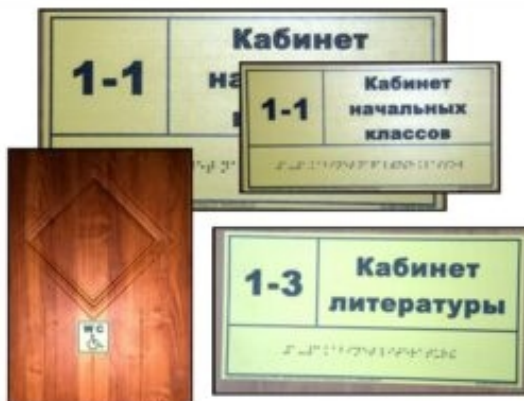 1-1
Кабинет
1-1
Кабинет
начальных
классов
WC
1-3
Кабинет
литературы